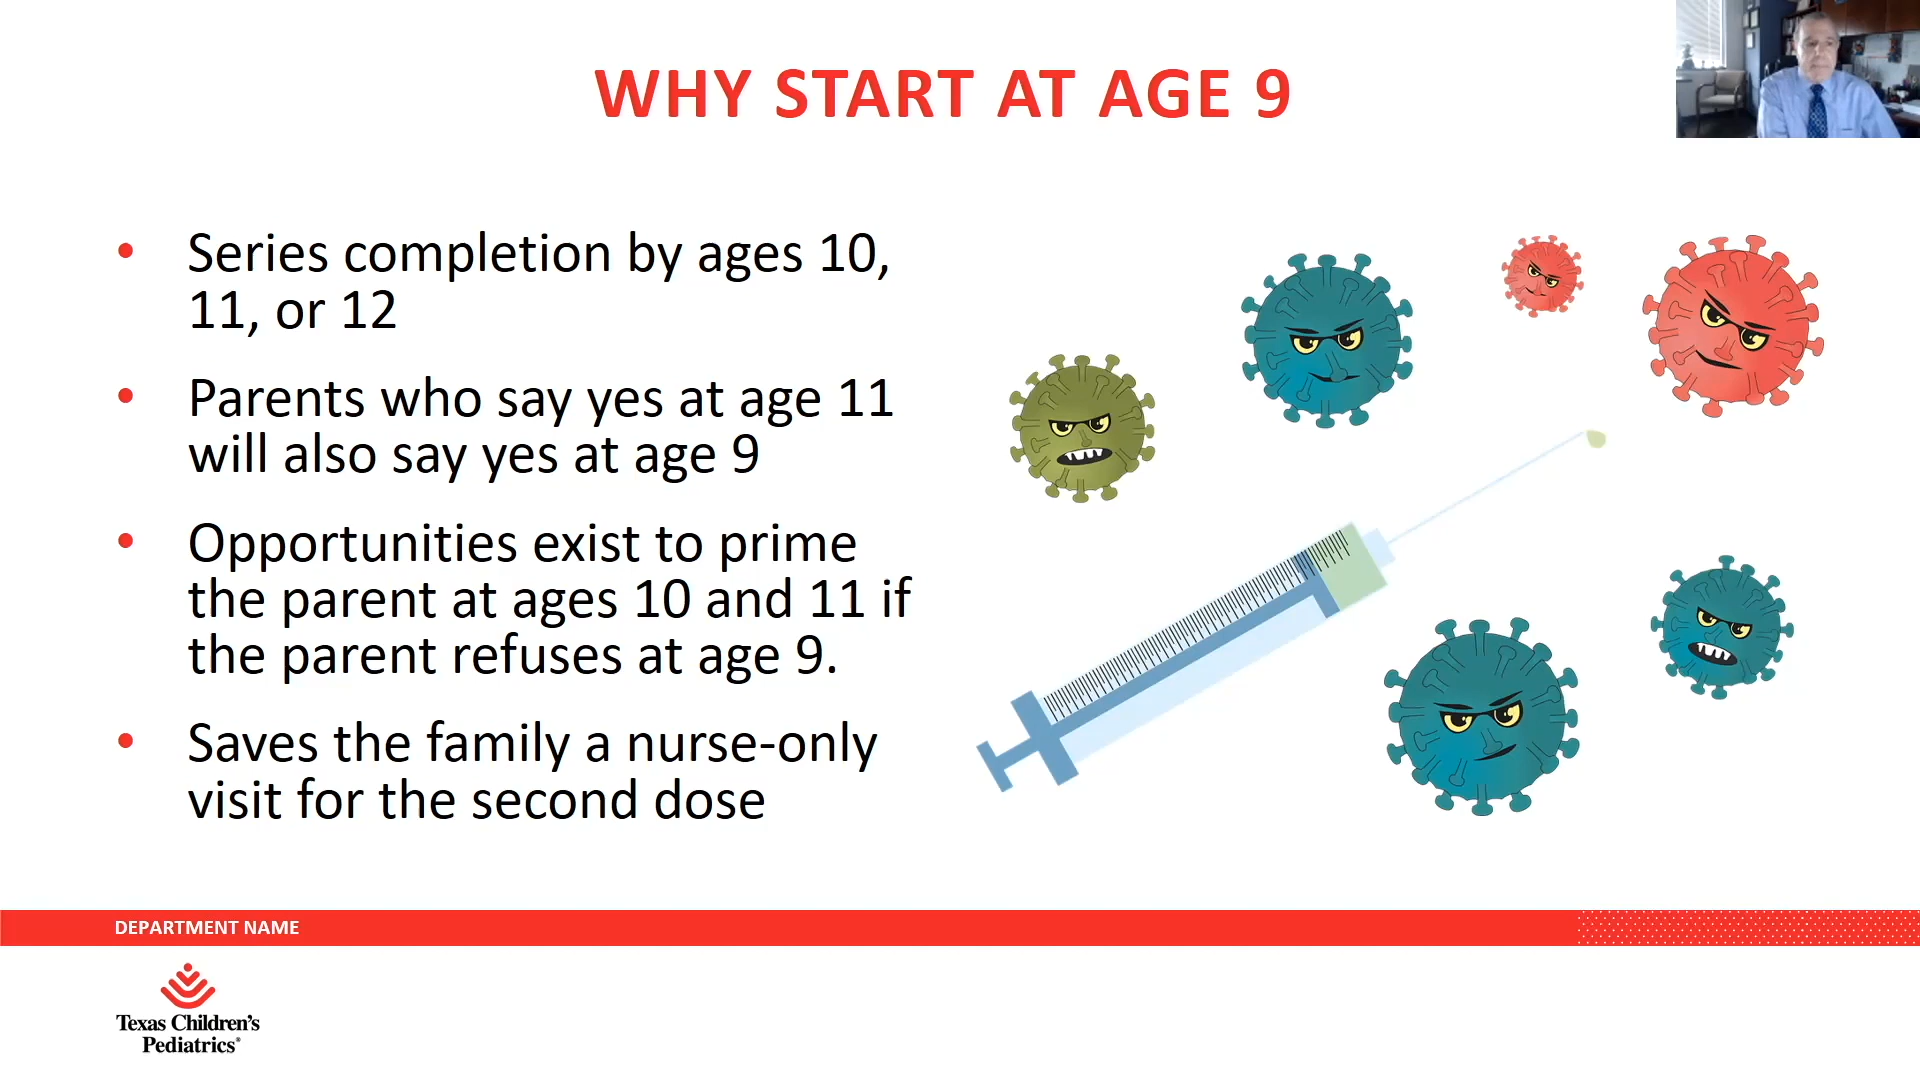 WHY START AT AGE 9
• Series completion by ages 10,
11, or 12
• Parents who say yes at age 11
will also say yes at age 9
• Opportunities exist to prime
the parent at ages 10 and 11 if
the parent refuses at age 9.
• Saves the family a nurse-only
visit for the second dose
DEPARTMENT NAME
Texas Children's
Pediatrics®